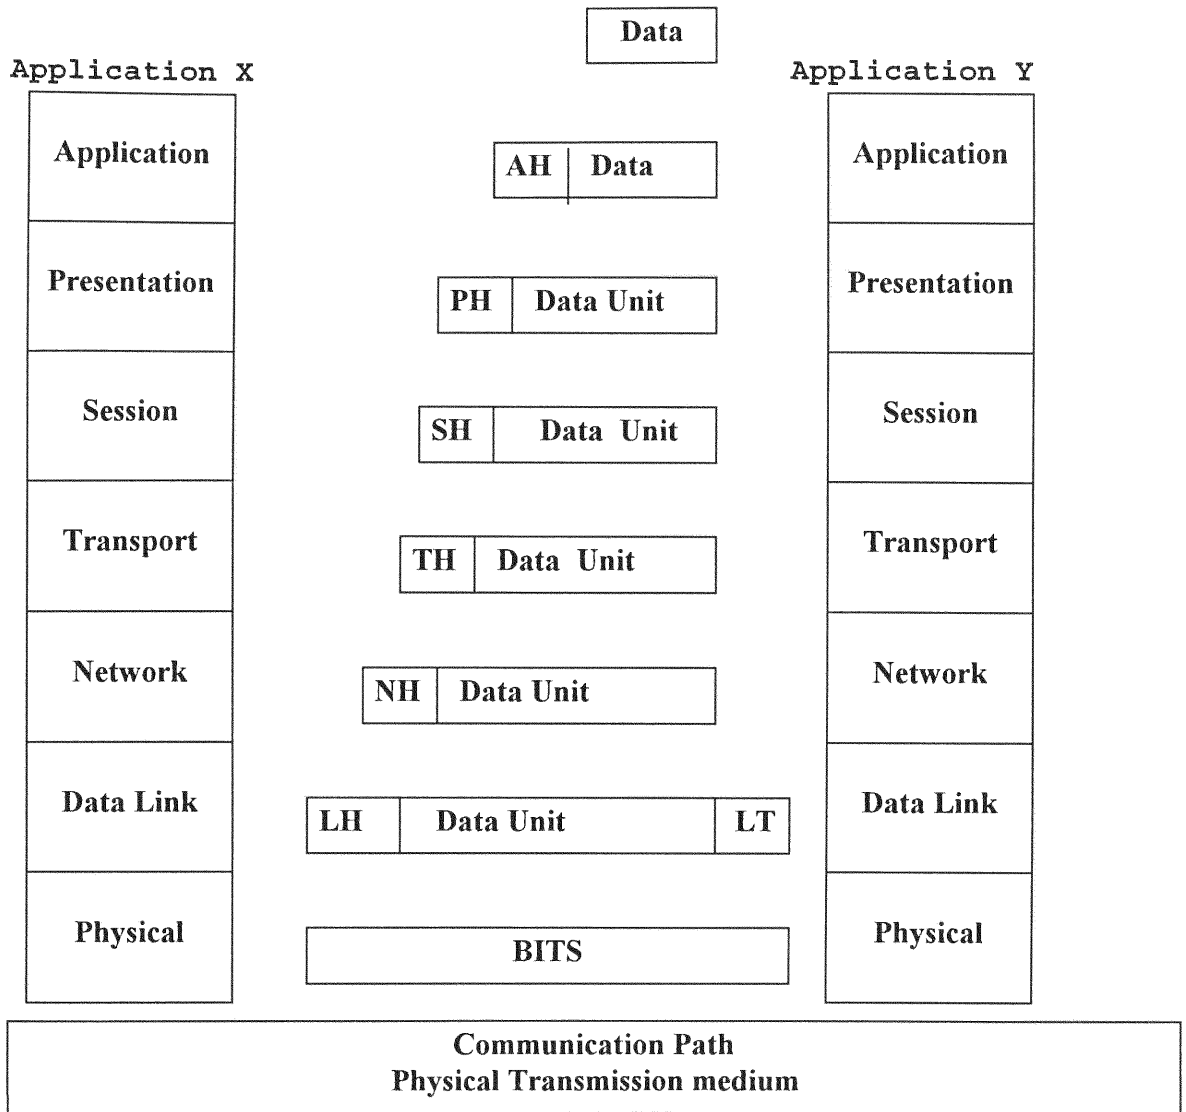 Data
Application X
Application Y
Application
AH Data
Application
Presentation
PH Data Unit
Presentation
Session
SH Data Unit
Session
Transport
TH Data Unit
Transport
Network
NH Data Unit
Network
Data Link
LH Data Unit LT
Data Link
Physical
BITS
Physical
Communication Path
Physical Transmission medium